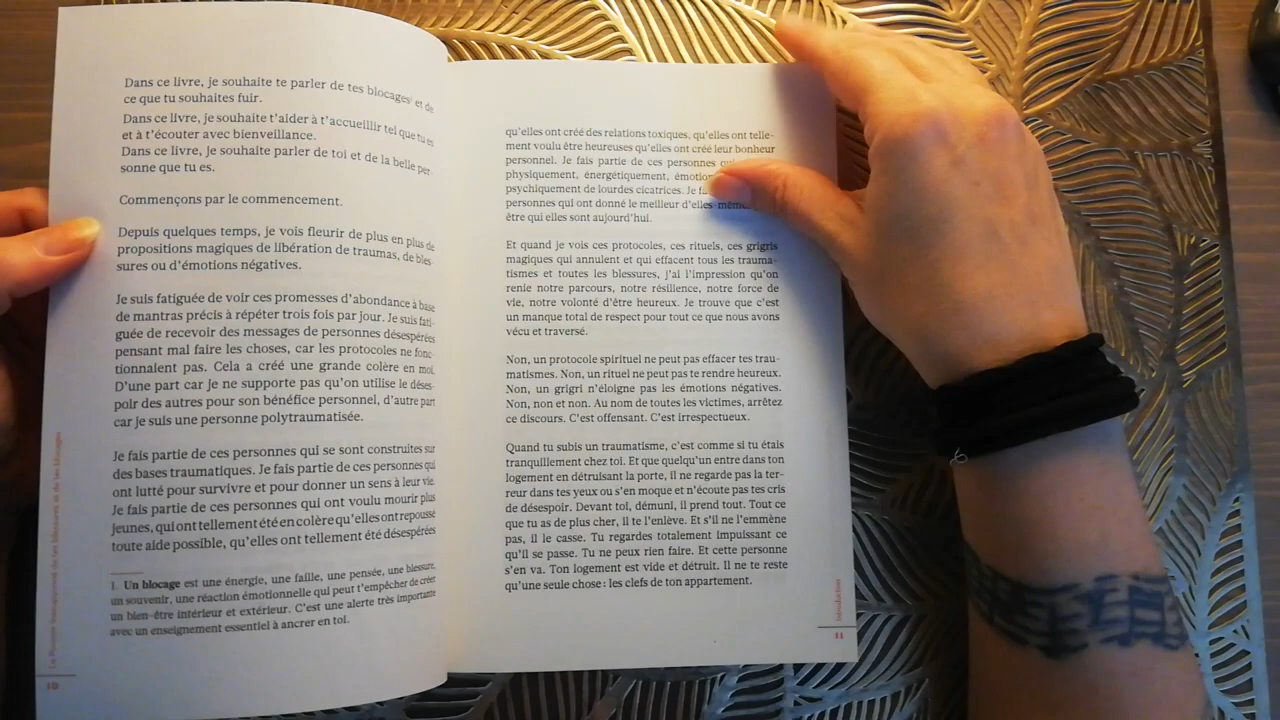 Dans ce livre, je souhaite te parler de tes blocages¹ et de
ce que tu souhaites fuir.
Dans ce livre, je souhaite t'aider à t'accueillir tel que tu es
et à t'écouter avec bienveillance.
Dans ce livre, je souhaite parler de toi et de la belle per-
sonne que tu es.
Commençons par le commencement.
Depuis quelques temps, je vois fleurir de plus en plus de
propositions magiques de libération de traumas, de bles-
sures ou d'émotions négatives.
Je suis fatiguée de voir ces promesses d'abondance à base
de mantras précis à répéter trois fois par jour. Je suis fati-
guée de recevoir des messages de personnes désespérées
pensant mal faire les choses, car les protocoles ne fonc-
tionnaient pas. Cela a créé une grande colère en moi.
D'une part car je ne supporte pas qu'on utilise le déses-
poir des autres pour son bénéfice personnel, d'autre part
car je suis une personne polytraumatisée.
Je fais partie de ces personnes qui se sont construites sur
des bases traumatiques. Je fais partie de ces personnes qui
ont lutté pour survivre et pour donner un sens à leur vie.
Je fais partie de ces personnes qui ont voulu mourir plus
jeunes, qui ont tellement été en colère qu'elles ont repoussé
toute aide possible, qu'elles ont tellement été désespérées
1. Un blocage est une énergie, une faille, une pensée, une blessure,
un souvenir, une réaction émotionnelle qui peut t'empêcher de créer
un bien-être intérieur et extérieur. C'est une alerte très importante
avec un enseignement essentiel à ancrer en toi.
de tes blessures et de tes blocages
10
qu'elles ont créé des relations toxiques, qu'elles ont telle-
ment voulu être heureuses qu'elles ont créé leur bonheur
personnel. Je fais partie de ces personnes
physiquement, énergétiquement,
psychiquement de lourdes cicatrices. Je
personnes qui ont donné le meilleur d'elles-mêmes
être qui elles sont aujourd'hui.
Et quand je vois ces protocoles, ces rituels, ces grigris
magiques qui annulent et qui effacent tous les trauma-
tismes et toutes les blessures, j'ai l'impression qu'on
renie notre parcours, notre résilience, notre force de
vie, notre volonté d'être heureux. Je trouve que c'est
un manque total de respect pour tout ce que nous avons
vécu et traversé.
Non, un protocole spirituel ne peut pas effacer tes trau-
matismes. Non, un rituel ne peut pas te rendre heureux.
Non, un grigri n'éloigne pas les émotions négatives.
Non, non et non. Au nom de toutes les victimes, arrêtez
ce discours. C'est offensant. C'est irrespectueux.
Quand tu subis un traumatisme, c'est comme si tu étais
tranquillement chez toi. Et que quelqu'un entre dans ton
logement en détruisant la porte, il ne regarde pas la ter-
reur dans tes yeux ou s'en moque et n'écoute pas tes cris
de désespoir. Devant toi, démuni, il prend tout. Tout ce
que tu as de plus cher, il te l'enlève. Et s'il ne l'emmène
pas, il le casse. Tu regardes totalement impuissant ce
qu'il se passe. Tu ne peux rien faire. Et cette personne
s'en va. Ton logement est vide et détruit. Il ne te reste
qu'une seule chose : les clefs de ton appartement.
Introduction
11